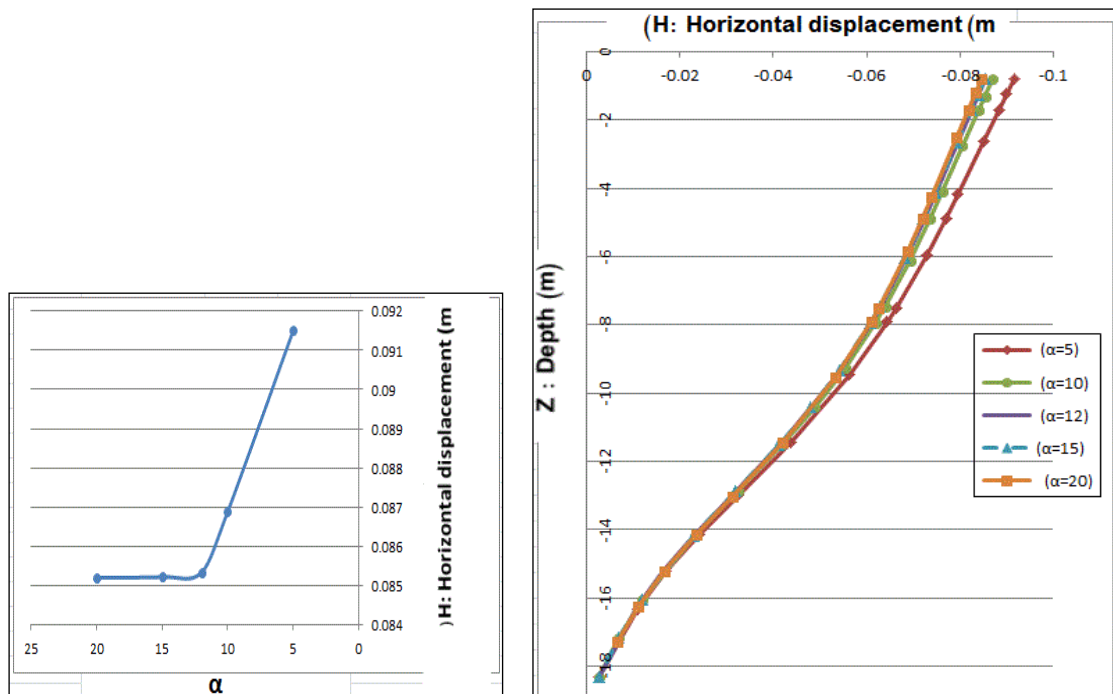 0.092
0.091
0.09
0.089
0.088
0.087
0.086
0.085
0.084
25 20 15 10 5 0
α
)H: Horizontal displacement (m
(H: Horizontal displacement (m
0 -0.02 -0.04 -0.06 -0.08 -0.1
0
-2
-4
-6
-8
-10
-12
-14
-16
-18
Z : Depth (m)
(α=5)
(α=10)
(α=12)
(α=15)
(α=20)